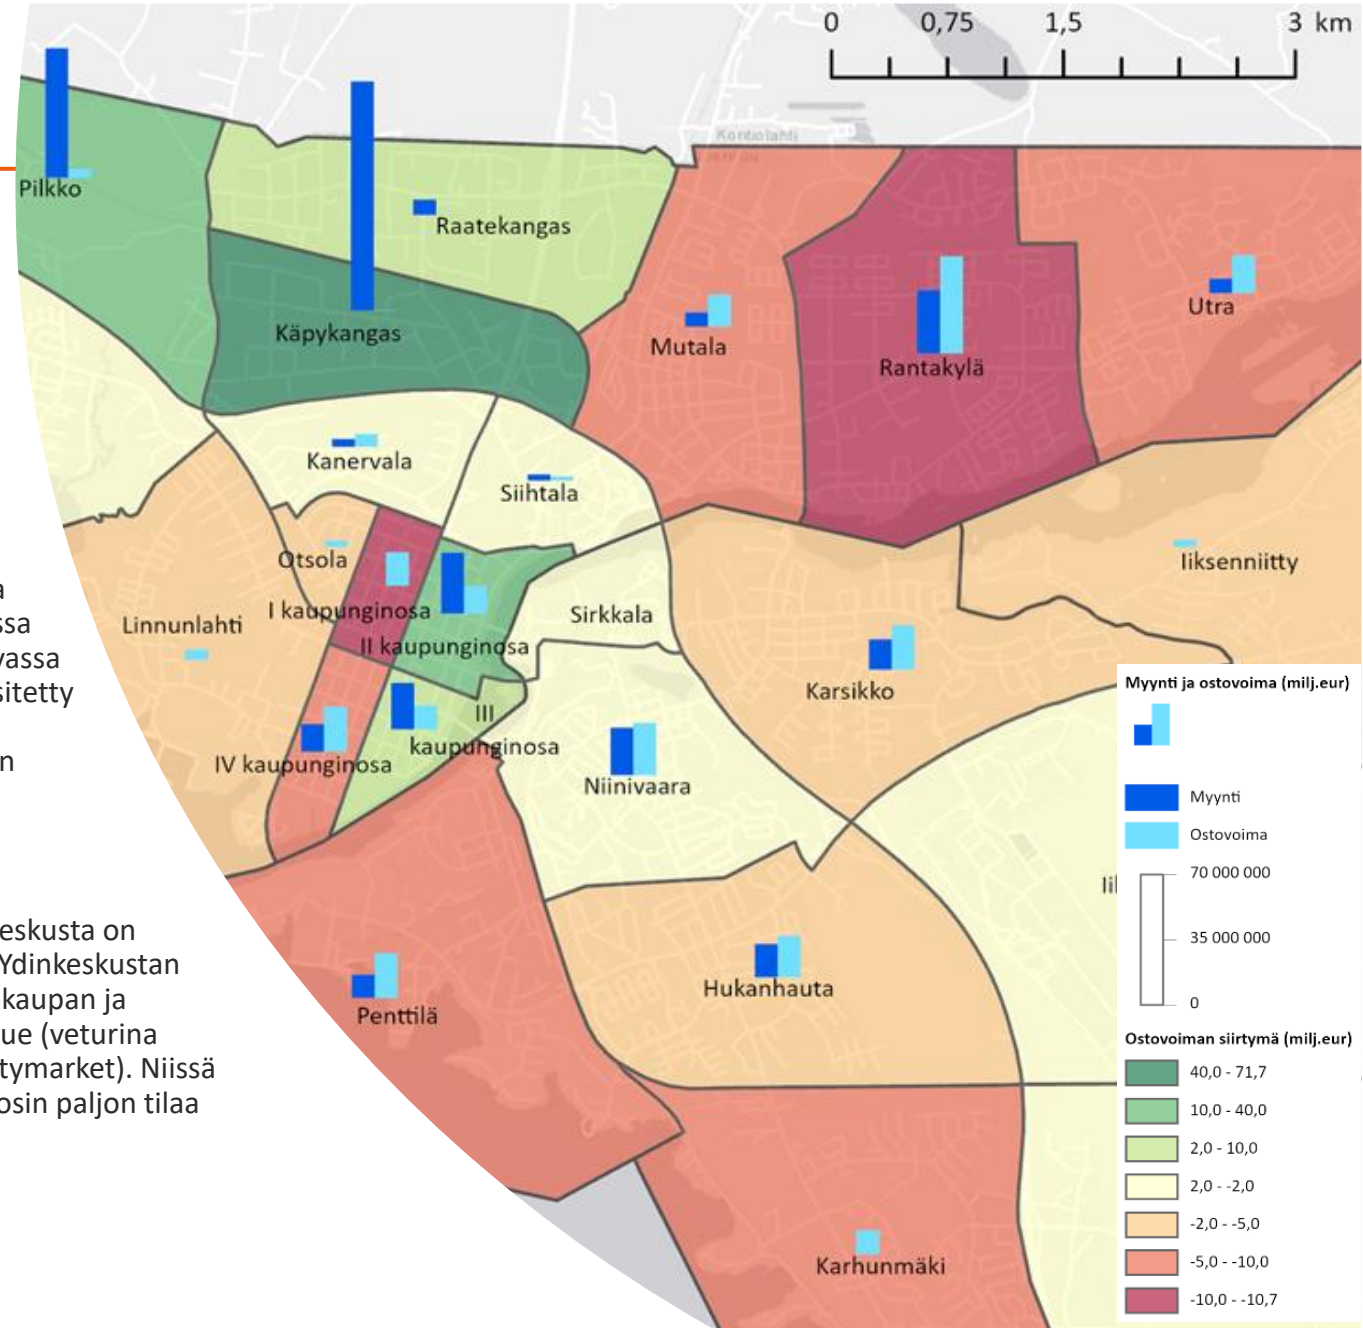 0 0,75 1,5 3 km
Kontiolahti
Pilkko
Raatekangas
Käpykangas
Mutala
Rantakylä
Utra
Kanervala
Siihtala
Otsola
Iiksenniitty
I kaupunginosa
Sirkkala
Linnunlahti
II kaupunginosa
Karsikko
III
kaupunginosa
IV kaupunginosa
Niinivaara
Hukanhauta
Penttilä
Karhunmäki
a
ssa
vassa
sitetty
n
eskusta on
Ydinkeskustan
kaupan ja
ue (veturina
tymarket). Niissä
osin paljon tilaa
Myynti ja ostovoima (milj.eur)
Myynti
Ostovoima
70 000 000
35 000 000
0
Ostovoiman siirtymä (milj.eur)
40,0 - 71,7
10,0 - 40,0
2,0 - 10,0
2,0 - -2,0
-2,0 - -5,0
-5,0 - -10,0
-10,0 - -10,7